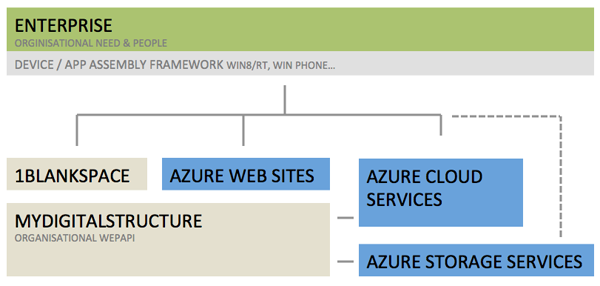 ENTERPRISE
ORGINISATIONAL NEED & PEOPLE
DEVICE / APP ASSEMBLY FRAMEWORK WIN8/RT, WIN PHONE...
1BLANKSPACE
AZURE WEB SITES
AZURE CLOUD
SERVICES
MYDIGITALSTRUCTURE
ORGANISATIONAL WEPAPI
AZURE STORAGE SERVICES